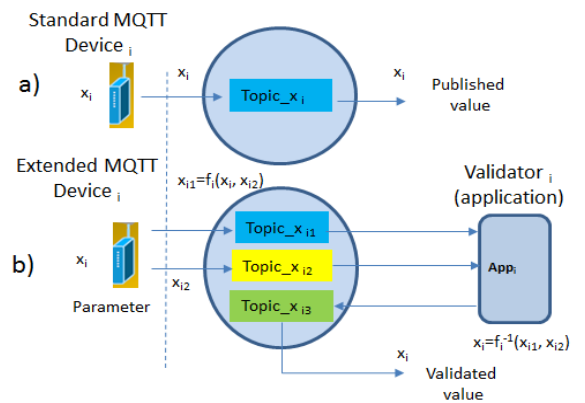 Standard MQTT
Device i
a)
xi
xi
Topic_x i
xi
Published
value
Extended MQTT
Device i
xi1=fi(xi, xi2)
Validator i
(application)
b)
xi
Topic_x i1
Topic_x i2
Topic_x i3
xi2
Appi
Parameter
xi=fi-1(xi1, xi2)
xi
Validated
value